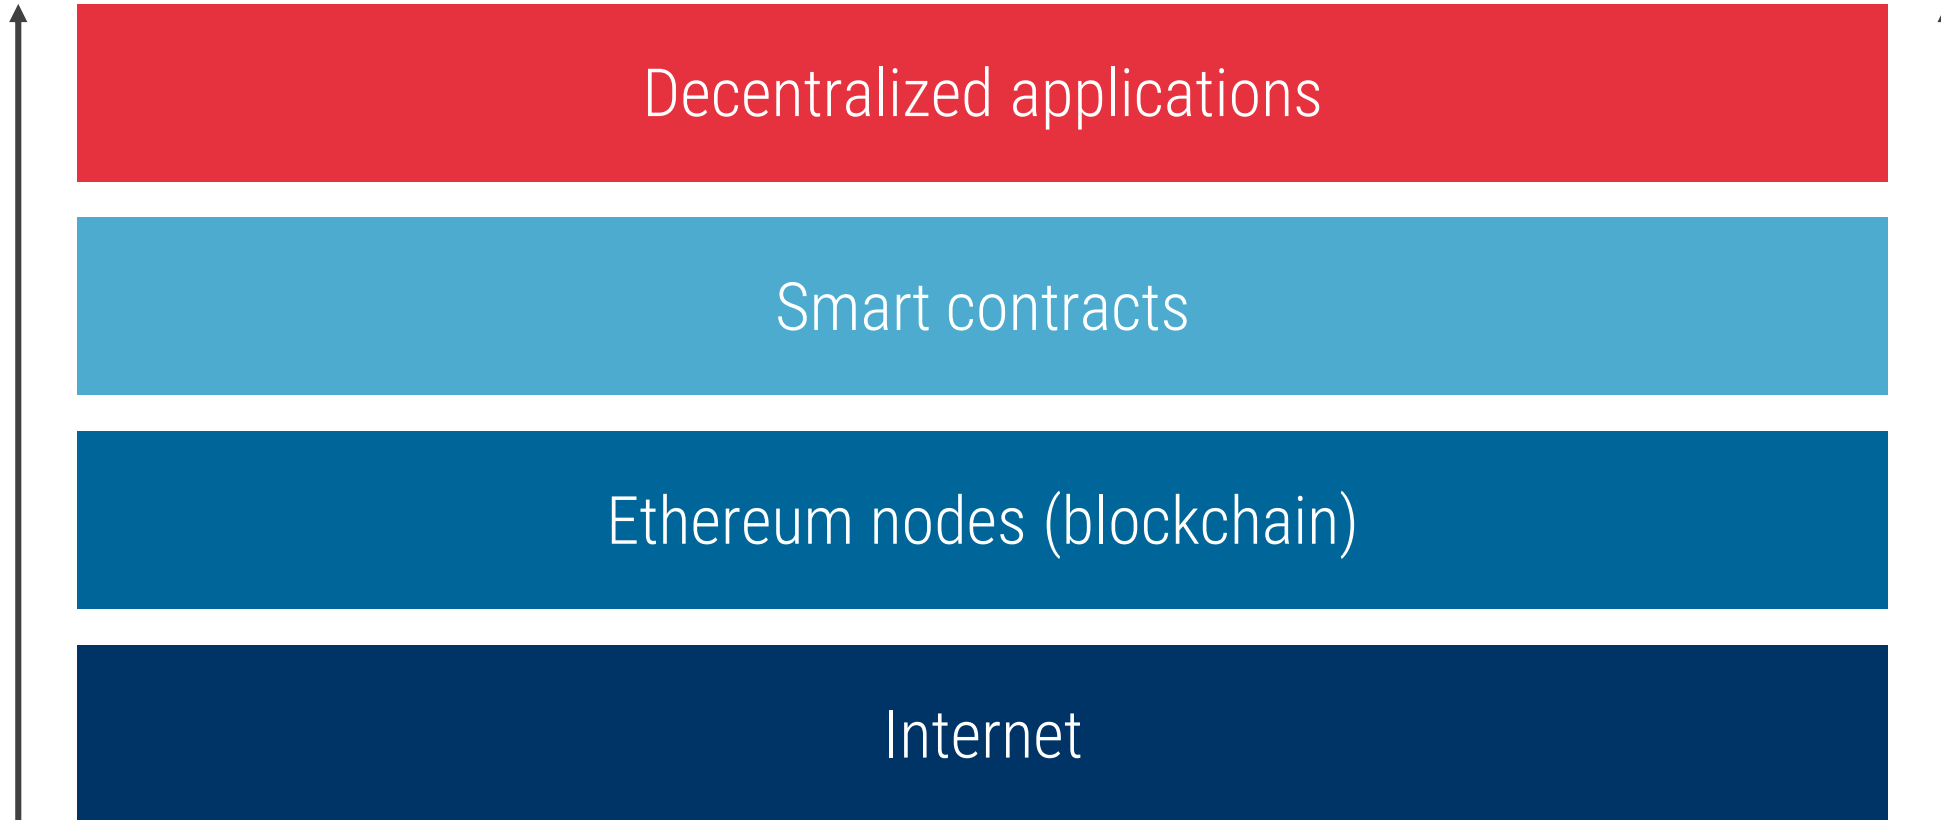 Decentralized applications
Smart contracts
Ethereum nodes (blockchain)
Internet